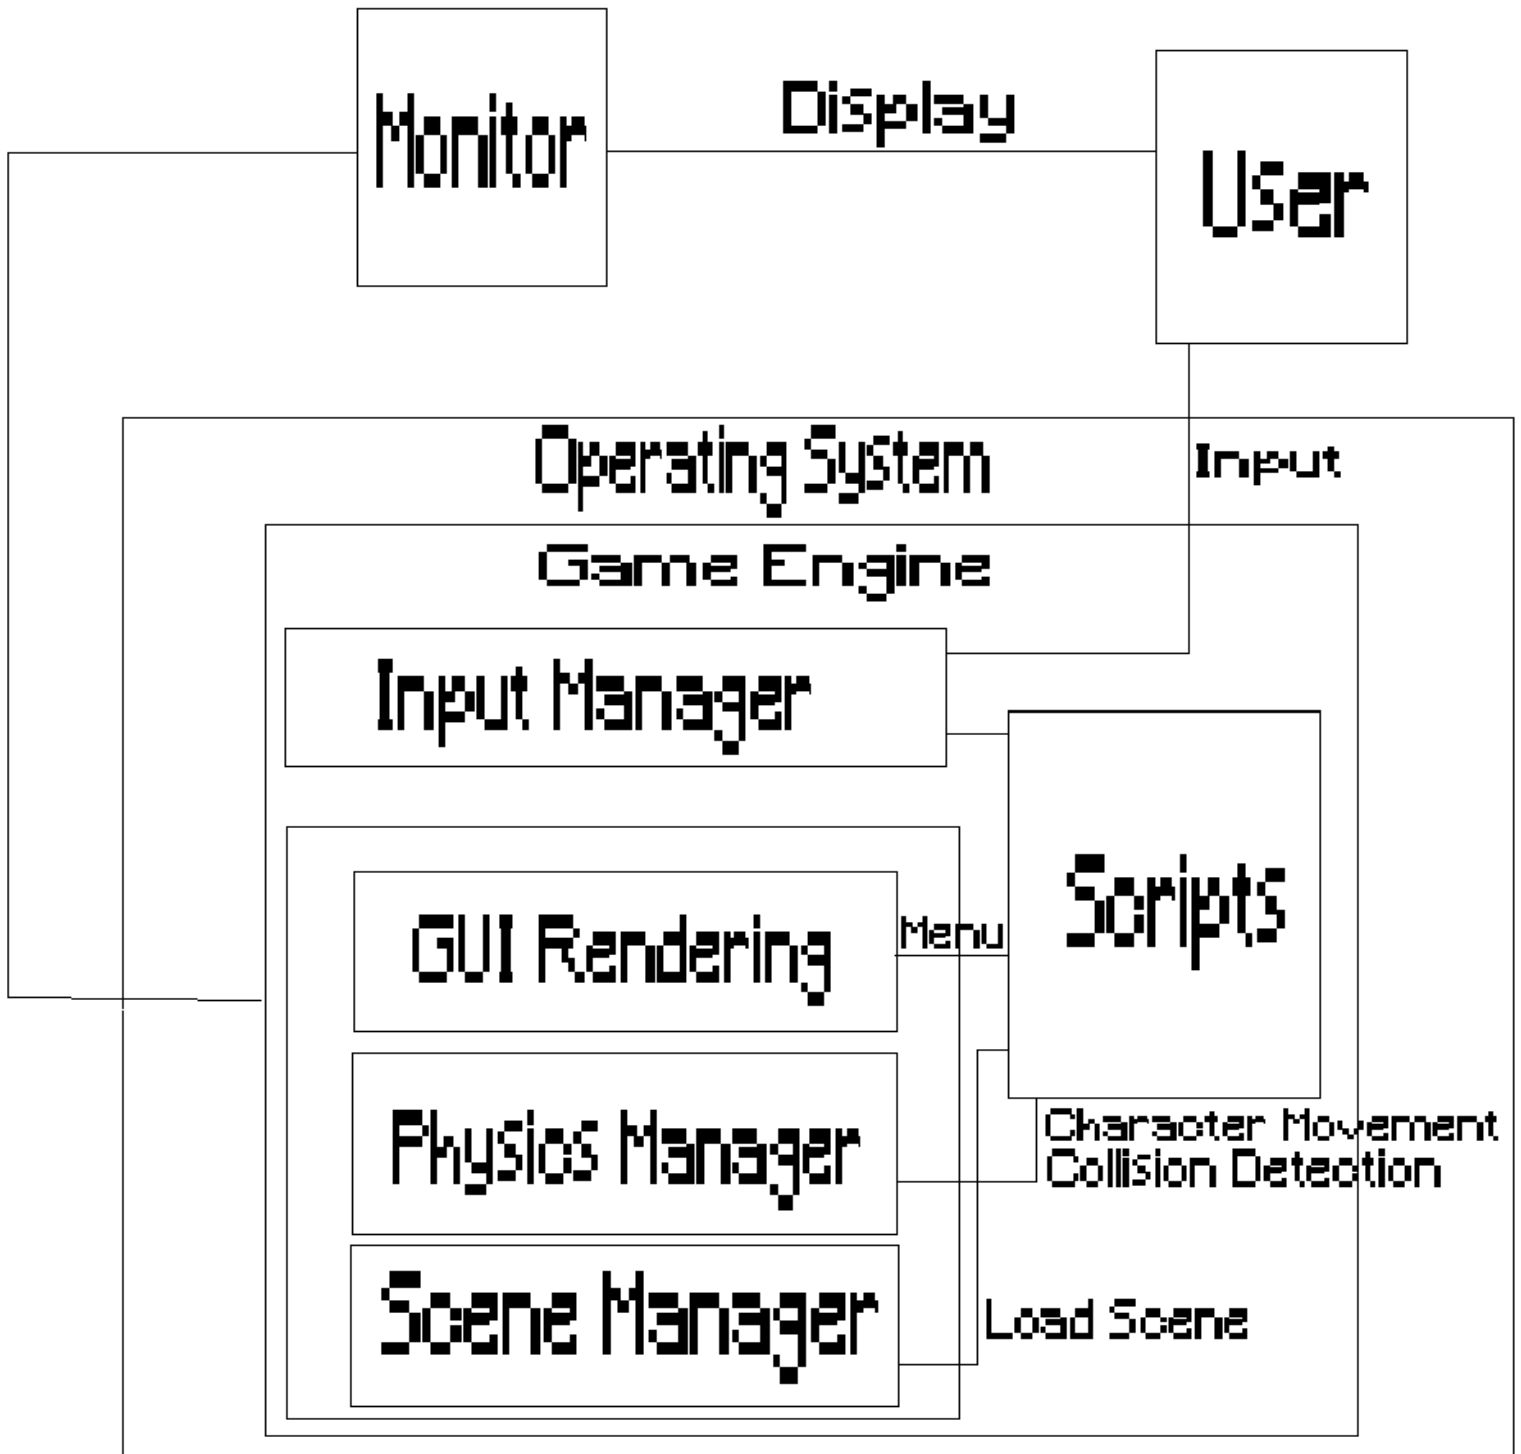 Monitor
Display
User
Operating System
Input
Game Engine
Input Manager
Scripts
GUI Rendering
Menu
Physics Manager
Character Movement
Collision Detection
Scene Manager
Load Scene